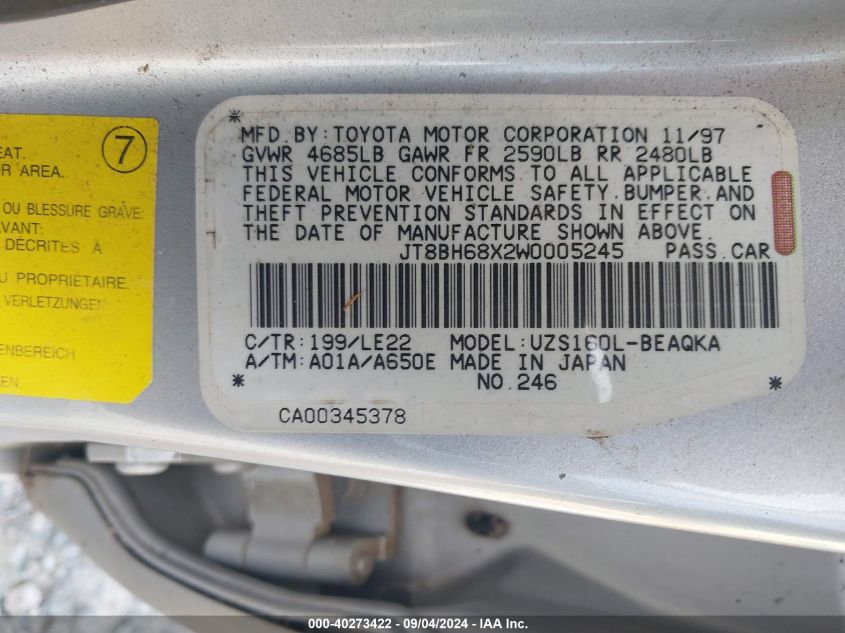 7
EAT.
OR AREA.
OU BLESSURE GRAVE:
AVANT:
DÉCRITES À
U PROPRIÉTAIRE.
VERLETZUNGEN
ENBEREICH
*
MFD. BY: TOYOTA MOTOR CORPORATION 11/97
GVWR 4685LB GAWR FR 2590LB RR 2480LB
THIS VEHICLE CONFORMS TO ALL APPLICABLE
FEDERAL MOTOR VEHICLE SAFETY.BUMPER.AND
THEFT PREVENTION STANDARDS IN EFFECT ON
THE DATE OF MANUFACTURE SHOWN ABOVE.
JT8BH68X2W0005245 PASS.CAR
C/TR: 199/LE22 MODEL: UZS160L-BEAQKA
A/TM: A01A/A650E MADE IN JAPAN
* NO.246 *
CA00345378
000-40273422 - 09/04/2024 - IAA Inc.